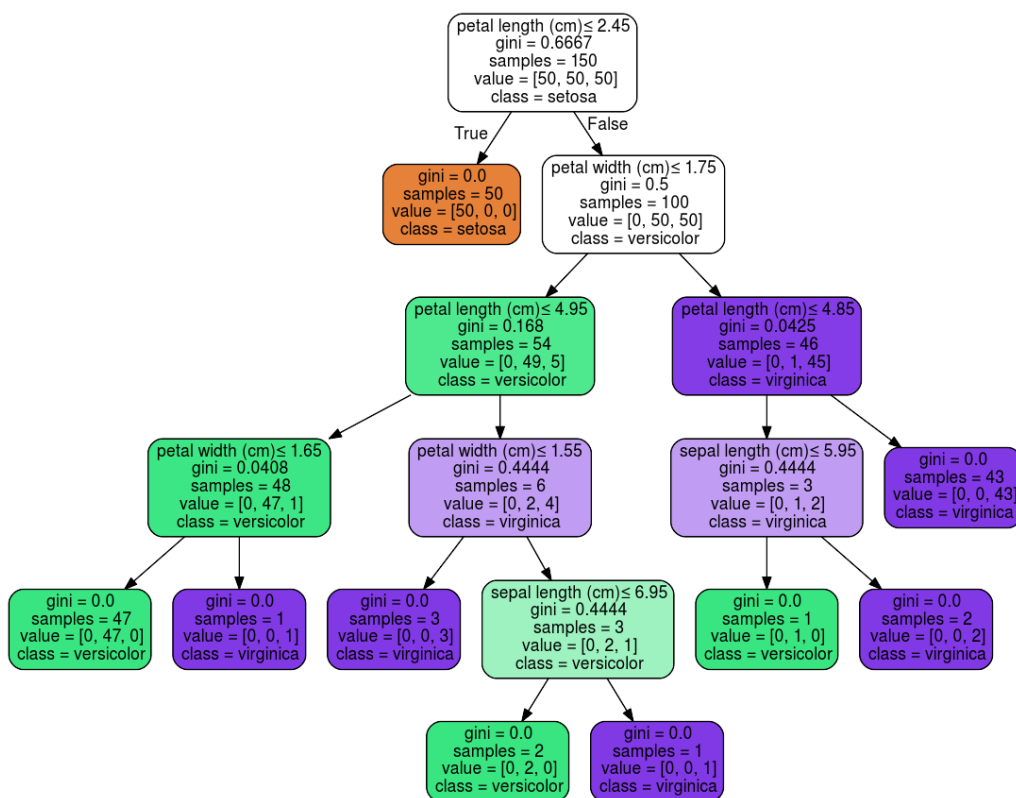 petal length (cm)≤ 2.45
gini = 0.6667
samples = 150
value = [50, 50, 50]
class = setosa
True
False
gini = 0.0
samples = 50
value = [50, 0, 0]
class = setosa
petal width (cm)≤ 1.75
gini = 0.5
samples = 100
value = [0, 50, 50]
class = versicolor
petal length (cm)≤ 4.95
gini = 0.168
samples = 54
value = [0, 49, 5]
class = versicolor
petal length (cm)≤ 4.85
gini = 0.0425
samples = 46
value = [0, 1, 45]
class = virginica
petal width (cm)≤ 1.65
gini = 0.0408
samples = 48
value = [0, 47, 1]
class = versicolor
petal width (cm)≤ 1.55
gini = 0.4444
samples = 6
value = [0, 2, 4]
class = virginica
sepal length (cm)≤ 5.95
gini = 0.4444
samples = 3
value = [0, 1, 2]
class = virginica
gini = 0.0
samples = 43
value = [0, 0, 43]
class = virginica
gini = 0.0
samples = 47
value = [0, 47, 0]
class = versicolor
gini = 0.0
samples = 1
value = [0, 0, 1]
class = virginica
gini = 0.0
samples = 3
value = [0, 0, 3]
class = virginica
sepal length (cm)≤ 6.95
gini = 0.4444
samples = 3
value = [0, 2, 1]
class = versicolor
gini = 0.0
samples = 1
value = [0, 1, 0]
class = versicolor
gini = 0.0
samples = 2
value = [0, 0, 2]
class = virginica
gini = 0.0
samples = 2
value = [0, 2, 0]
class = versicolor
gini = 0.0
samples = 1
value = [0, 0, 1]
class = virginica